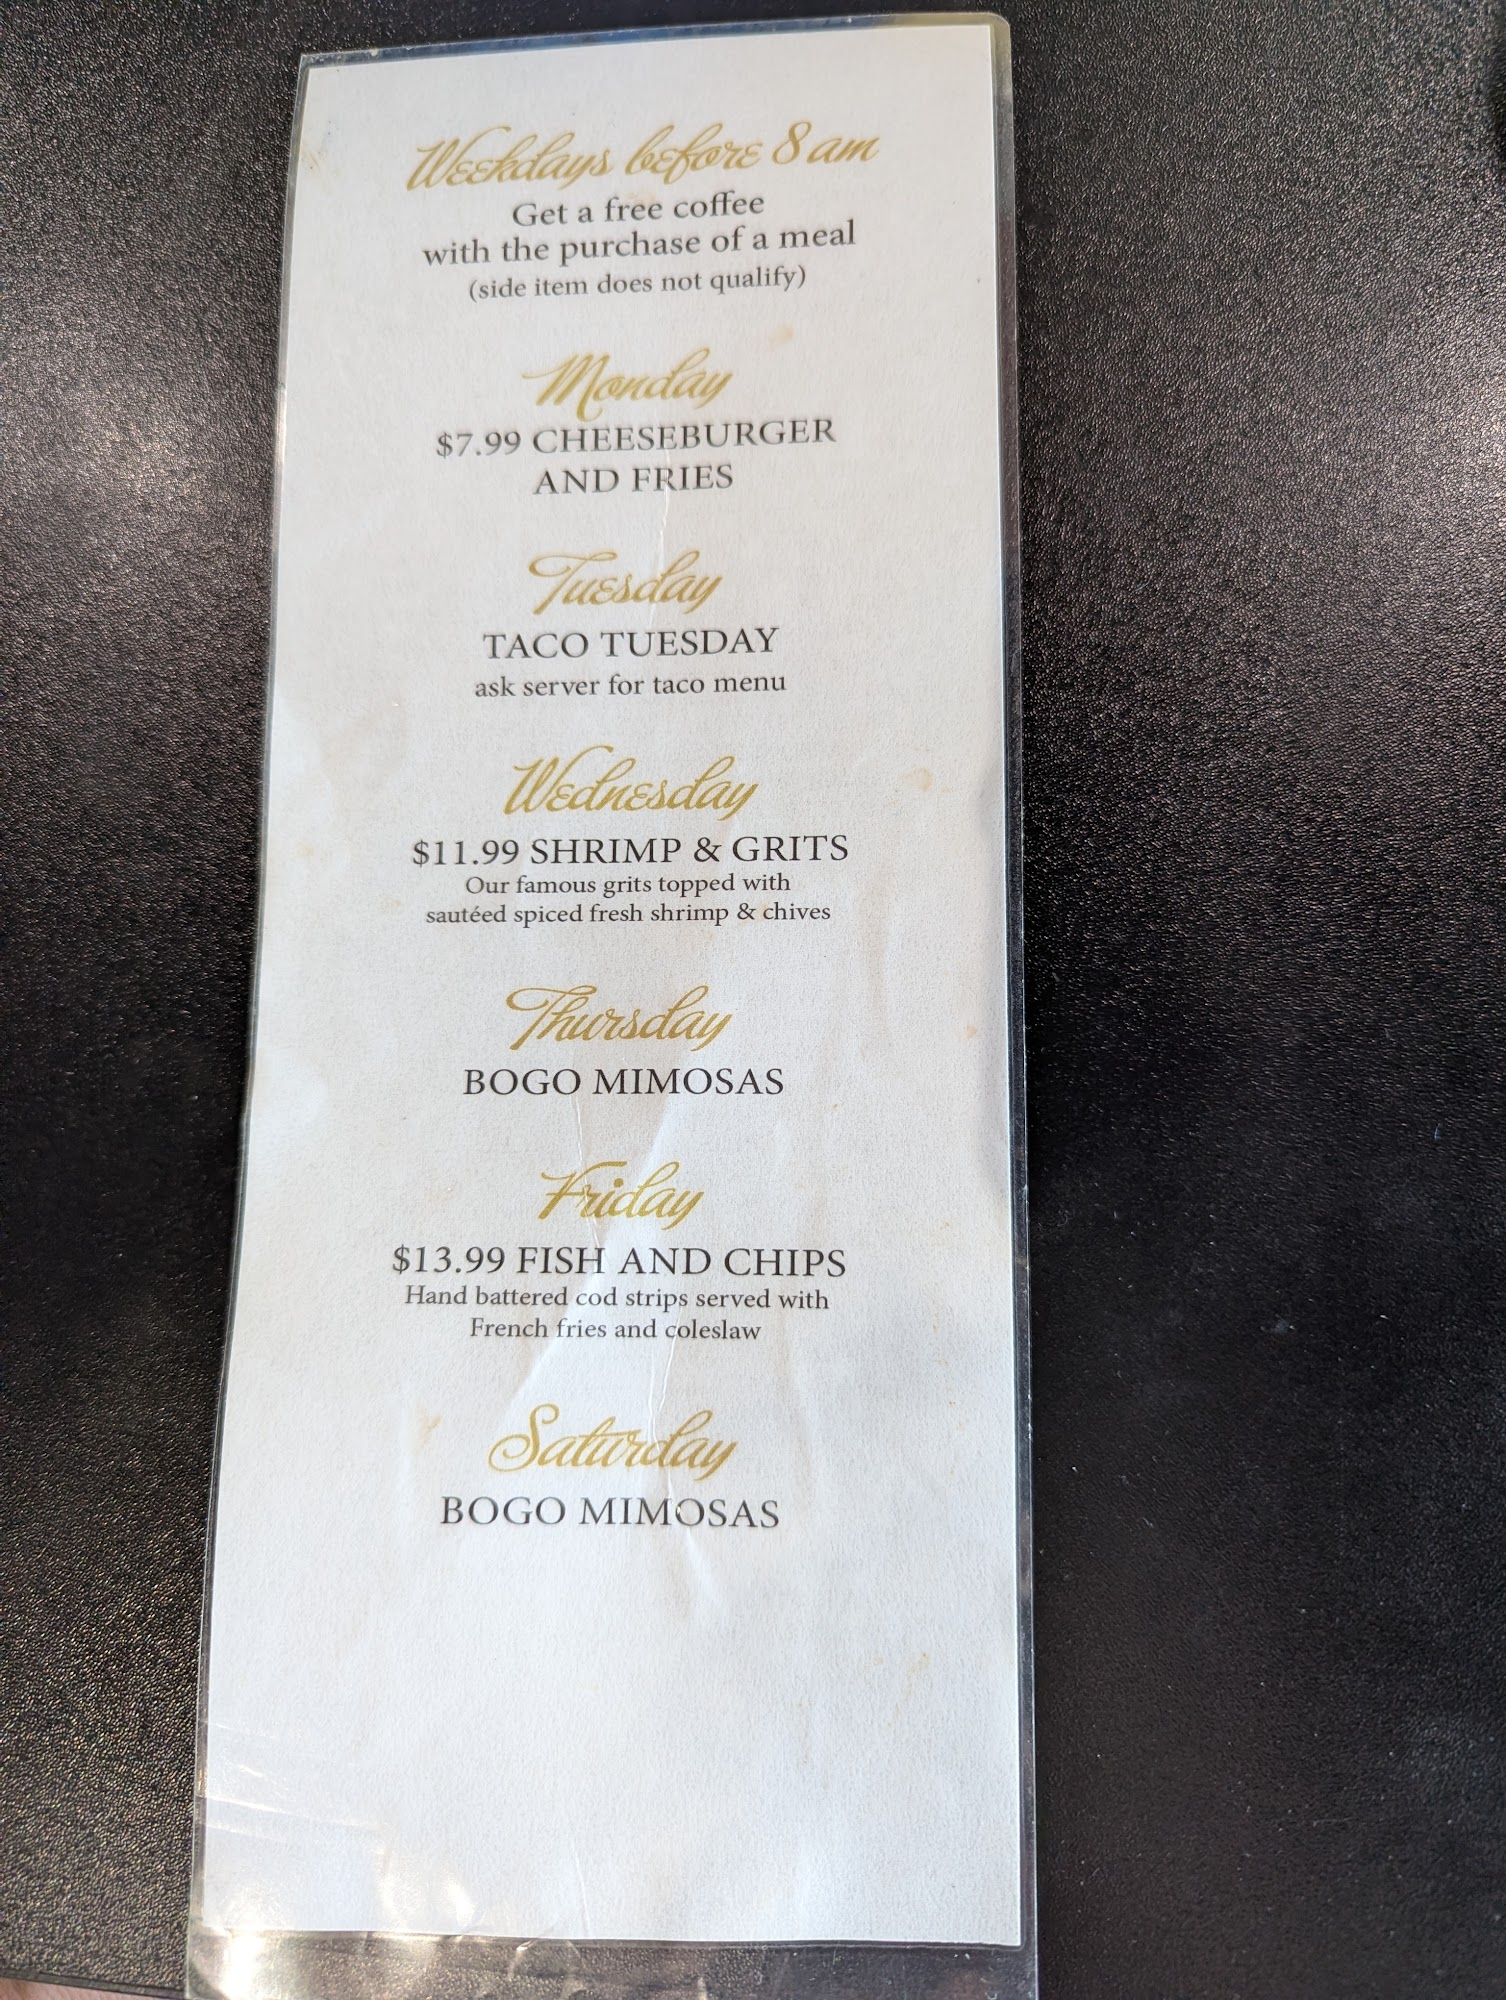 Weekdays before 8 am
Get a free coffee
with the purchase of a meal
(side item does not qualify)
Monday
$7.99 CHEESEBURGER
AND FRIES
Tuesday
TACO TUESDAY
ask server for taco menu
Wednesday
$11.99 SHRIMP & GRITS
Our famous grits topped with
sautéed spiced fresh shrimp & chives
Thursday
BOGO MIMOSAS
Friday
$13.99 FISH AND CHIPS
Hand battered cod strips served with
French fries and coleslaw
Saturday
BOGO MIMOSAS